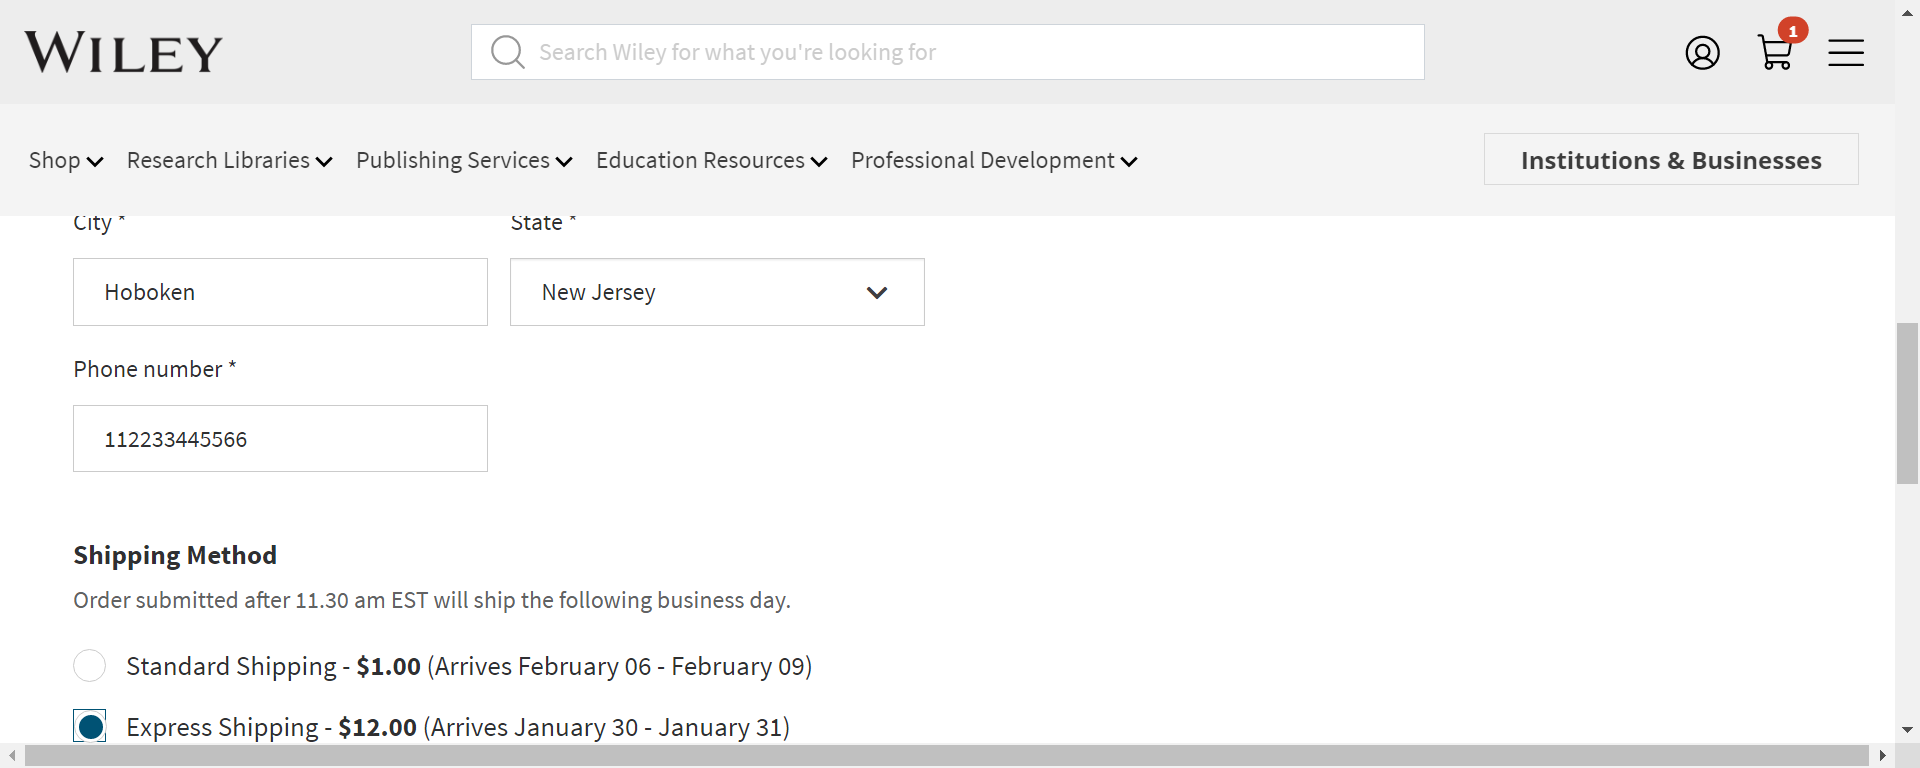 WILEY
Search Wiley for what you're looking for
1
Shop Research Libraries Publishing Services Education Resources Professional Development
Institutions & Businesses
City * State *
Hoboken New Jersey
Phone number *
112233445566
Shipping Method
Order submitted after 11.30 am EST will ship the following business day.
Standard Shipping - $1.00 (Arrives February 06 - February 09)
Express Shipping - $12.00 (Arrives January 30 - January 31)